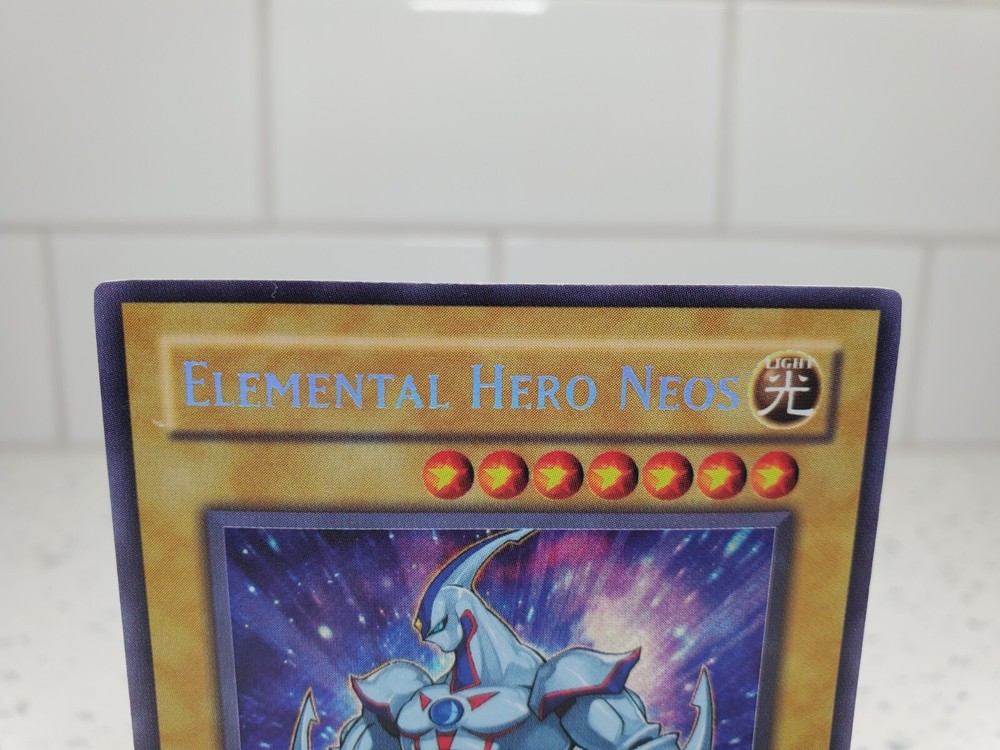 Elemental Hero Neos
LIGHT
光